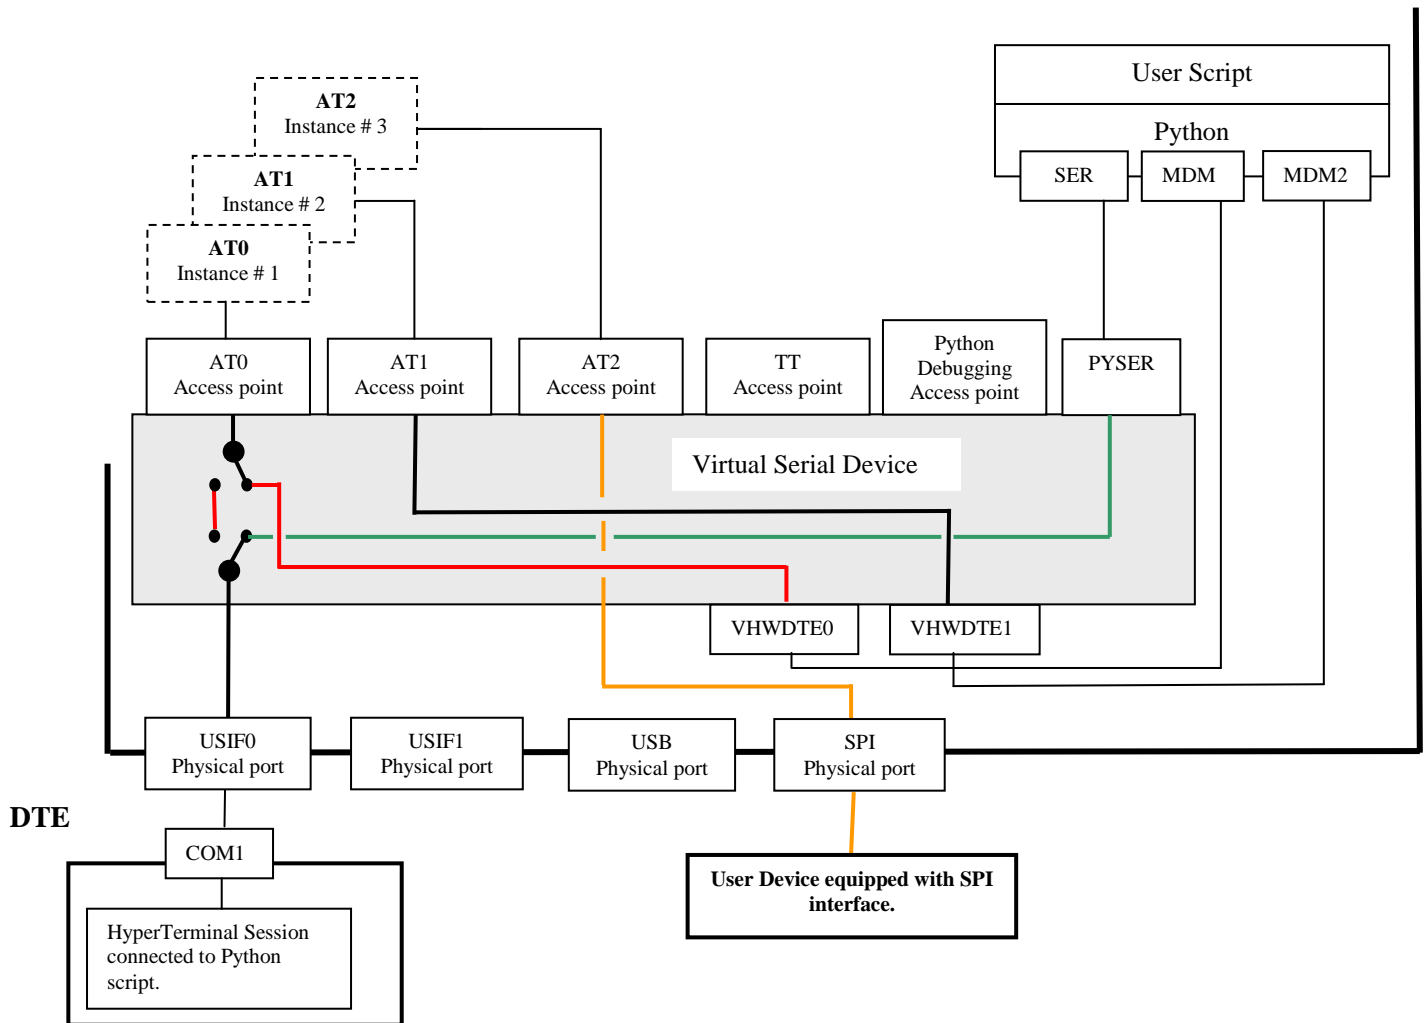 User Script
Python
SER
MDM
MDM2
AT2
Instance # 3
AT1
Instance # 2
AT0
Instance # 1
AT0
Access point
AT1
Access point
AT2
Access point
TT
Access point
Python
Debugging
Access point
PYSER
Virtual Serial Device
VHWDTE0
VHWDTE1
USIF0
Physical port
USIF1
Physical port
USB
Physical port
SPI
Physical port
DTE
COM1
HyperTerminal Session
connected to Python
script.
User Device equipped with SPI
interface.